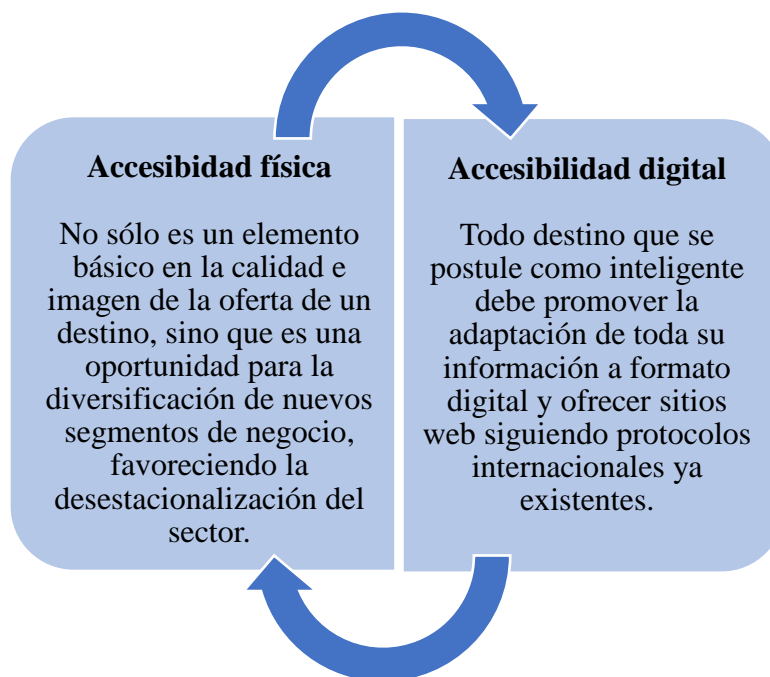 Accesibidad física
No sólo es un elemento
básico en la calidad e
imagen de la oferta de un
destino, sino que es una
oportunidad para la
diversificación de nuevos
segmentos de negocio,
favoreciendo la
desestacionalización del
sector.
Accesibilidad digital
Todo destino que se
postule como inteligente
debe promover la
adaptación de toda su
información a formato
digital y ofrecer sitios
web siguiendo protocolos
internacionales ya
existentes.